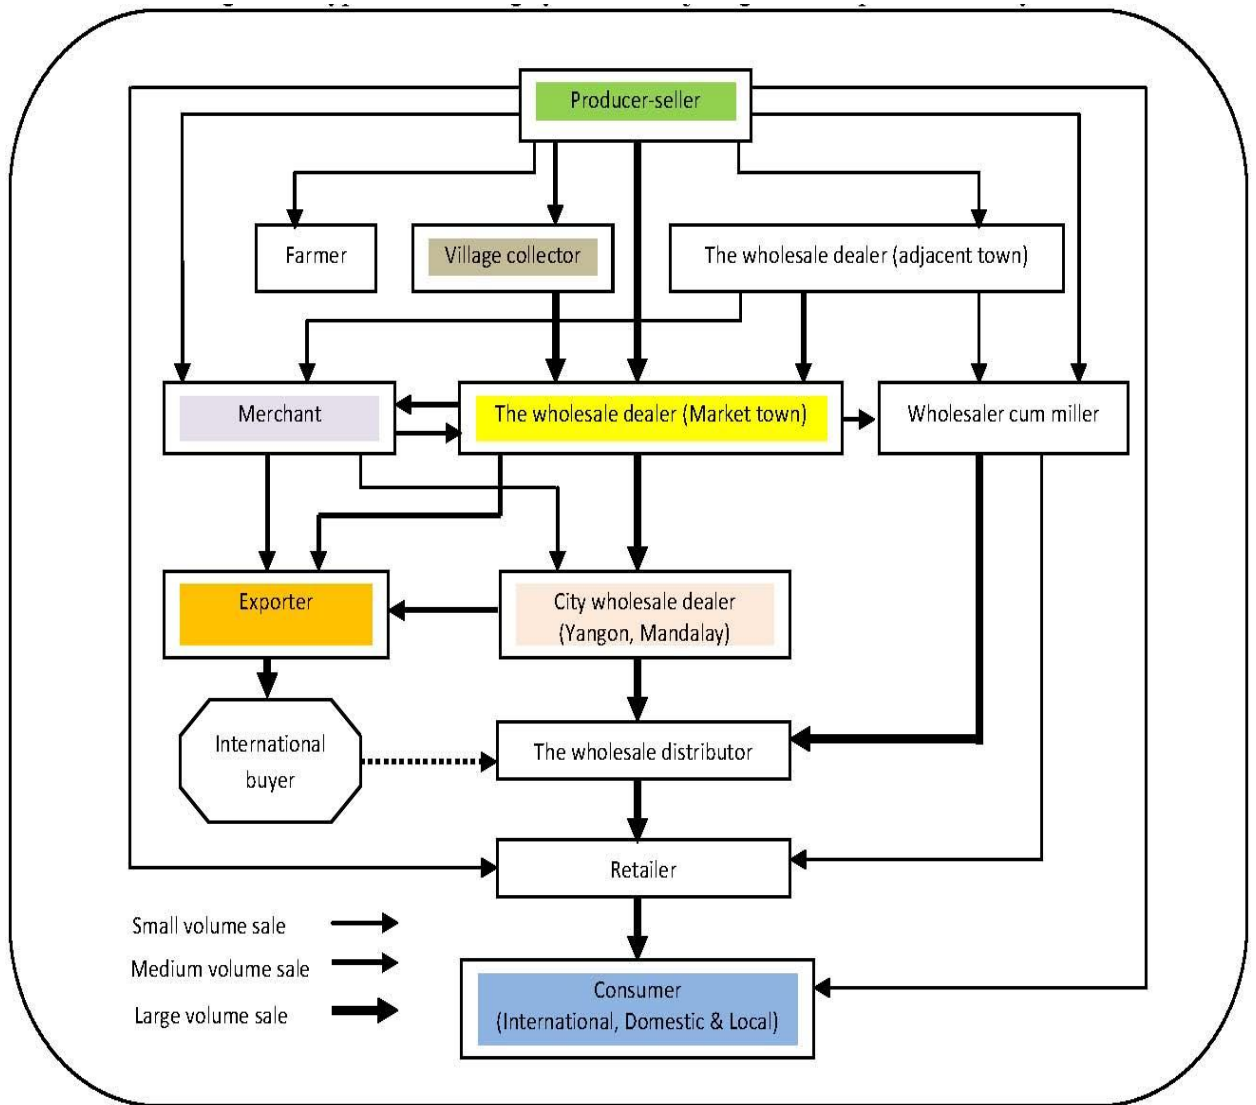 Producer-seller
Farmer
Village collector
The wholesale dealer (adjacent town)
Merchant
The wholesale dealer (Market town)
Wholesaler cum miller
Exporter
City wholesale dealer
(Yangon, Mandalay)
International
buyer
The wholesale distributor
Retailer
Small volume sale
Medium volume sale
Large volume sale
Consumer
(International, Domestic & Local)